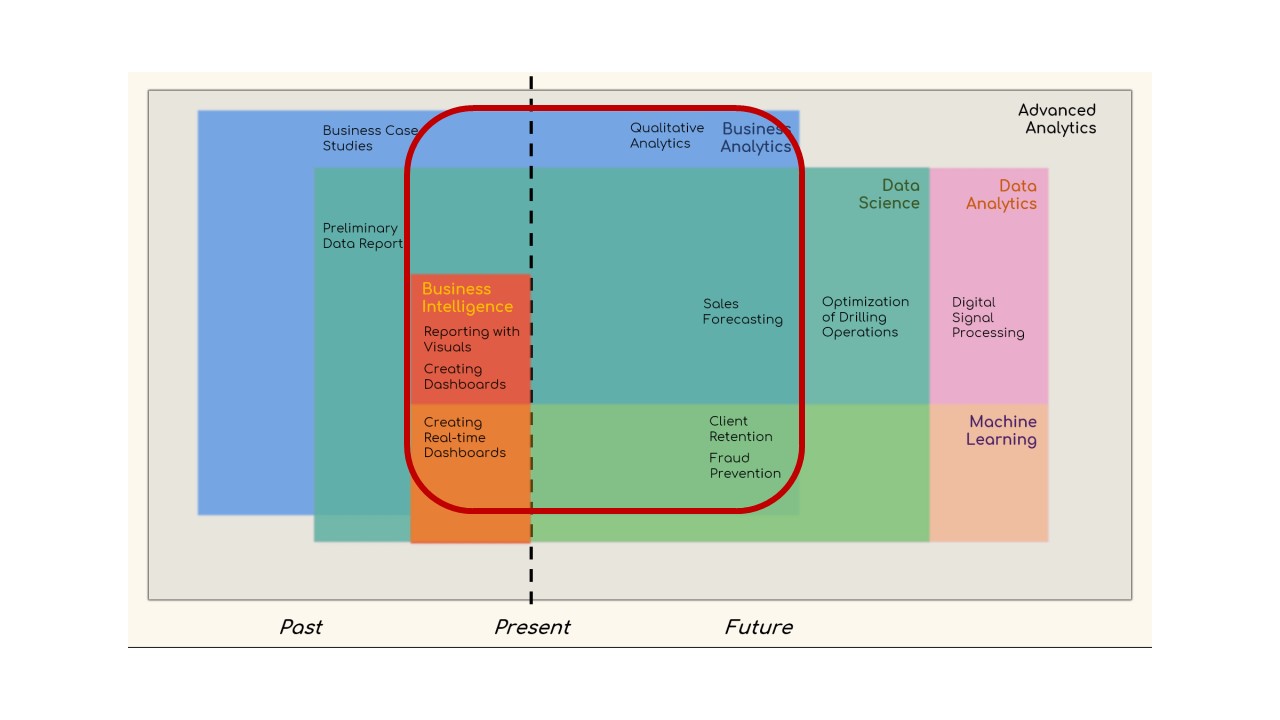 Advanced
Analytics
Business Case
Studies
Qualitative
Analytics
Business
Analytics
Data
Science
Data
Analytics
Preliminary
Data Report
Business
Intelligence
Reporting with
Visuals
Creating
Dashboards
Sales
Forecasting
Optimization
of Drilling
Operations
Digital
Signal
Processing
Creating
Real-time
Dashboards
Client
Retention
Fraud
Prevention
Machine
Learning
Past
Present
Future